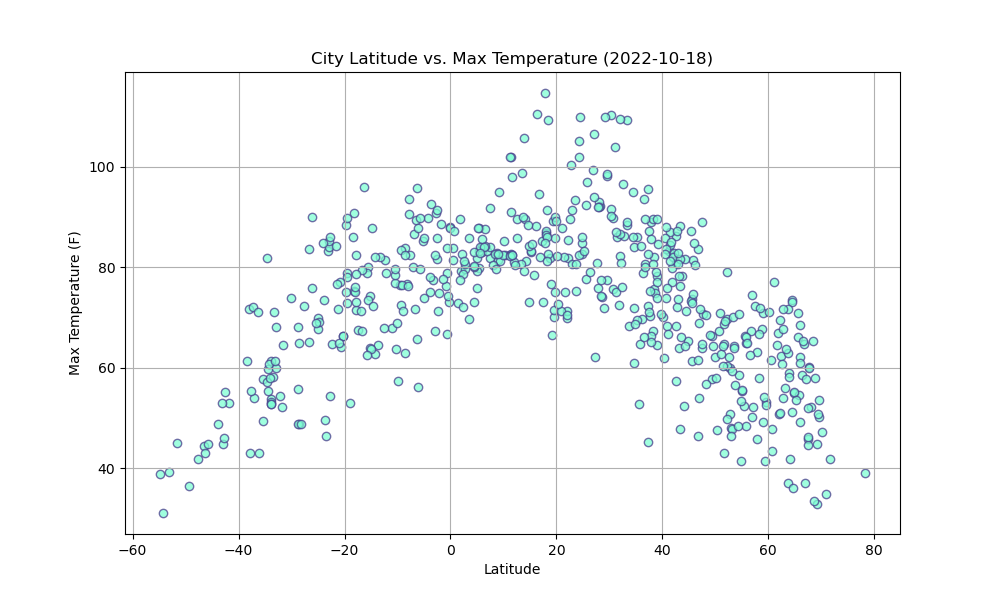 City Latitude vs. Max Temperature (2022-10-18)
Max Temperature (F)
100
80
60
40
−60 −40 −20 0 20 40 60 80
Latitude